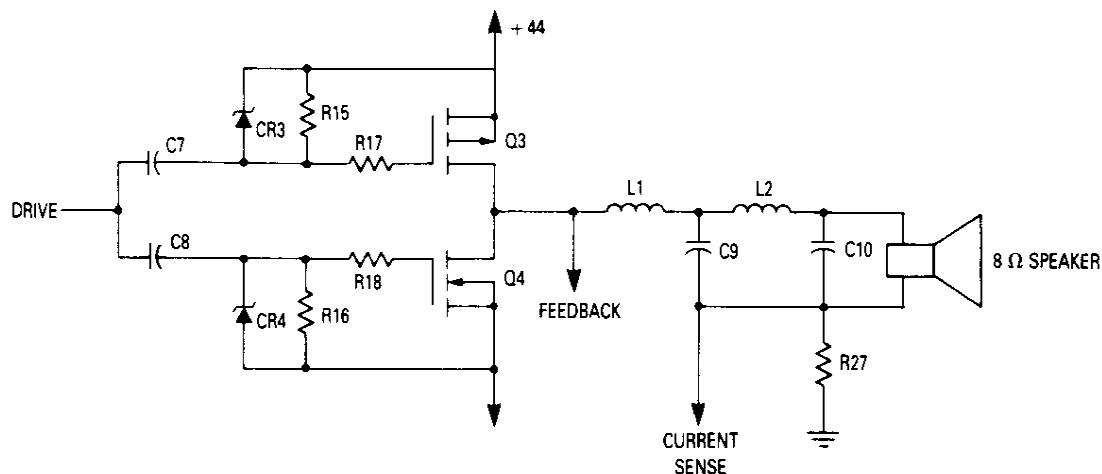 + 44
R15
CR3
R17
Q3
C7
DRIVE
L1
L2
C8
R18
Q4
C9
C10
8 Ω SPEAKER
CR4
R16
FEEDBACK
R27
CURRENT
SENSE